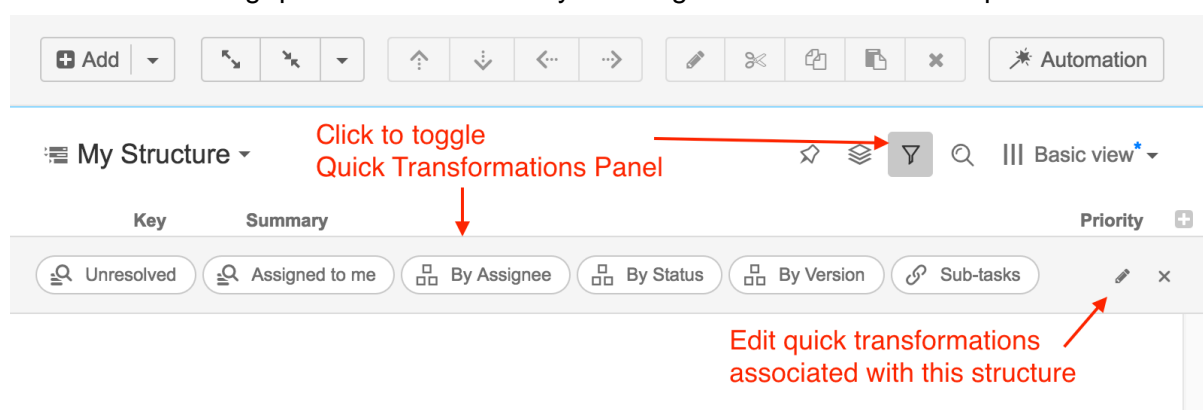 Add
Automation
My Structure
Click to toggle
Quick Transformations Panel
Basic view*
Key Summary Priority
Unresolved Assigned to me By Assignee By Status By Version Sub-tasks
Edit quick transformations
associated with this structure